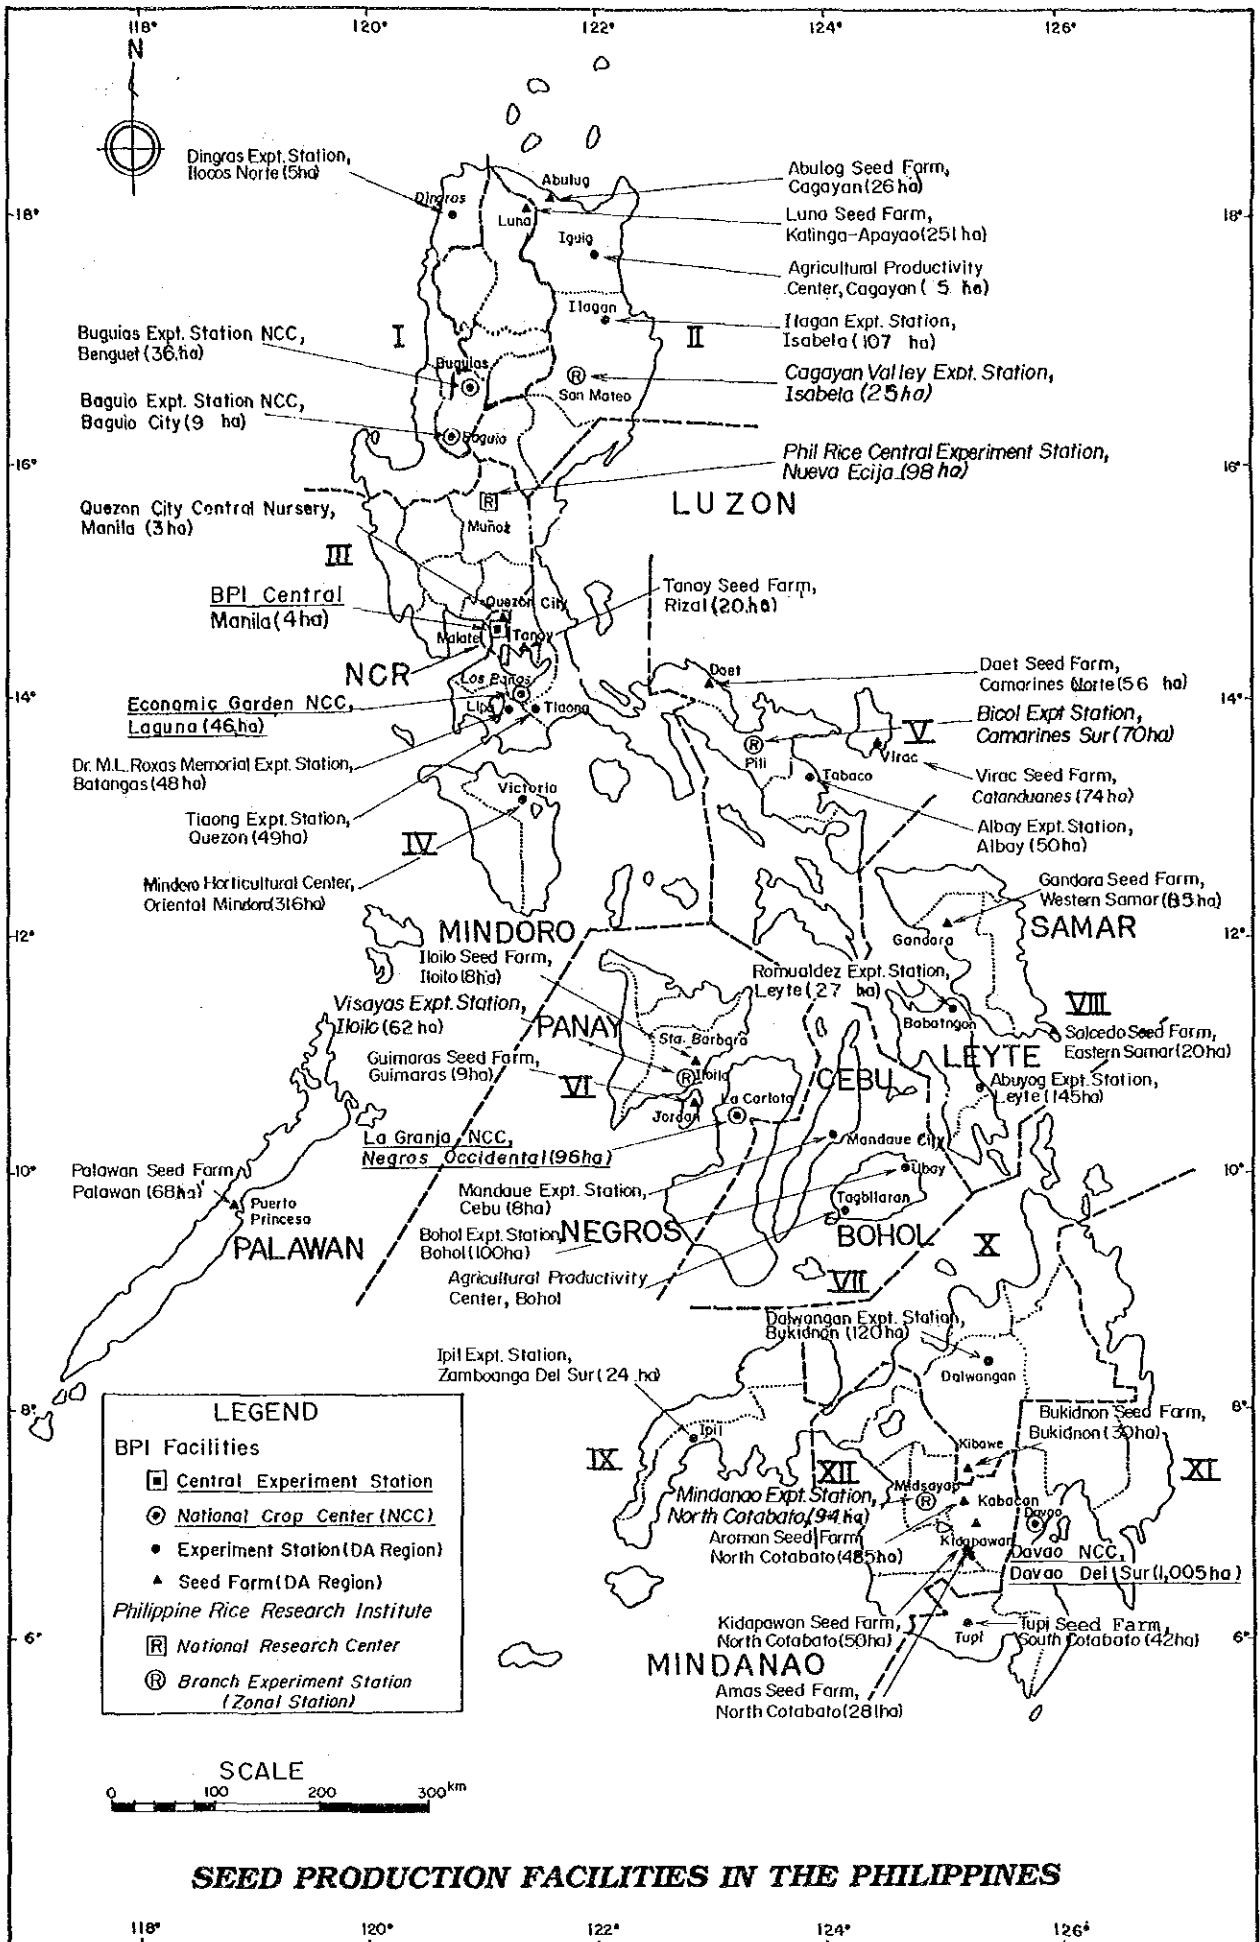 118° 120° 122° 124° 126°
N
Dingras Expt. Station,
Ilocos Norte (5ha)
Abulog Seed Farm,
Cagayan (26 ha)
Luna Seed Farm,
Kalinga-Apayao (251 ha)
Agricultural Productivity
Center, Cagayan ( 5 ha)
Ilagan Expt. Station,
Isabela (107 ha)
Cagayan Valley Expt. Station,
Isabela (25ha)
Buguias Expt. Station NCC,
Benguet (36.ha)
Baguio Expt. Station NCC,
Baguio City (9 ha)
Phil Rice Central Experiment Station,
Nueva Ecija (98 ha)
Quezon City Central Nursery,
Manila (3 ha)
BPI Central
Manila (4 ha)
Tanay Seed Farm,
Rizal (20.ha)
Economic Garden NCC,
Laguna (46,ha)
Dr. M.L. Roxas Memorial Expt. Station,
Batangas (48 ha)
Tiaong Expt. Station,
Quezon (49ha)
Mindoro Horticultural Center,
Oriental Mindoro (316ha)
Daet Seed Farm,
Camarines Norte (56 ha)
Bicol Expt Station,
Camarines Sur (70ha)
Virac Seed Farm,
Catanduanes (74 ha)
Albay Expt. Station,
Albay (50ha)
Gandara Seed Farm,
Western Samar (85 ha)
Dingras
Abulug
Luna
Iguig
Ilagan
Buguias
San Mateo
Baguio
Muñoz
Quezon City
Malate
Tanay
Los Baños
Lipa
Tiaong
Victoria
Daet
Pili
Virac
Tabaco
I
II
III
NCR
IV
V
LUZON
18° 18°
16° 16°
14° 14°
12° 12°
10° 10°
8° 8°
6° 6°
MINDORO
SAMAR
Gandara
Iloilo Seed Farm,
Iloilo (8ha)
Visayas Expt. Station,
Iloilo (62 ha)
Guimaras Seed Farm,
Guimaras (9ha)
Romualdez Expt. Station,
Leyte (27 ha)
Babatngon
VIII
Salcedo Seed Farm,
Eastern Samar (20ha)
Abuyog Expt. Station,
Leyte (145ha)
PANAY
Sta. Barbara
Iloilo
VI
Jordan
La Carlota
CEBU
LEYTE
La Granja NCC,
Negros Occidental (96ha)
Mandaue City
Ubay
Tagbilaran
Mandaue Expt. Station,
Cebu (8ha)
Bohol Expt. Station,
Bohol (100ha)
Agricultural Productivity
Center, Bohol
NEGROS
BOHOL
VII
X
Palawan Seed Farm
Palawan (68ha)
Puerto
Princesa
PALAWAN
Dalwangan Expt. Station,
Bukidnon (120ha)
Dalwangan
Ipil Expt. Station,
Zamboanga Del Sur (24 ha)
Ipil
IX
XII
XI
Bukidnon Seed Farm,
Bukidnon (30ha)
Kibawe
Midsayap
Kabacan
Davao
Kidapawan
Mindanao Expt. Station,
North Cotabato, (94 ha)
Aroman Seed Farm,
North Cotabato (485ha)
Davao NCC,
Davao Del Sur (1,005 ha)
Kidapawan Seed Farm,
North Cotabato (50ha)
Tupi
Tupi Seed Farm,
South Cotabato (42ha)
MINDANAO
Amas Seed Farm,
North Cotabato (281ha)
LEGEND
BPI Facilities
Central Experiment Station
National Crop Center (NCC)
Experiment Station (DA Region)
Seed Farm (DA Region)
Philippine Rice Research Institute
R National Research Center
R Branch Experiment Station
(Zonal Station)
SCALE
0 100 200 300 km
SEED PRODUCTION FACILITIES IN THE PHILIPPINES
118° 120° 122° 124° 126°